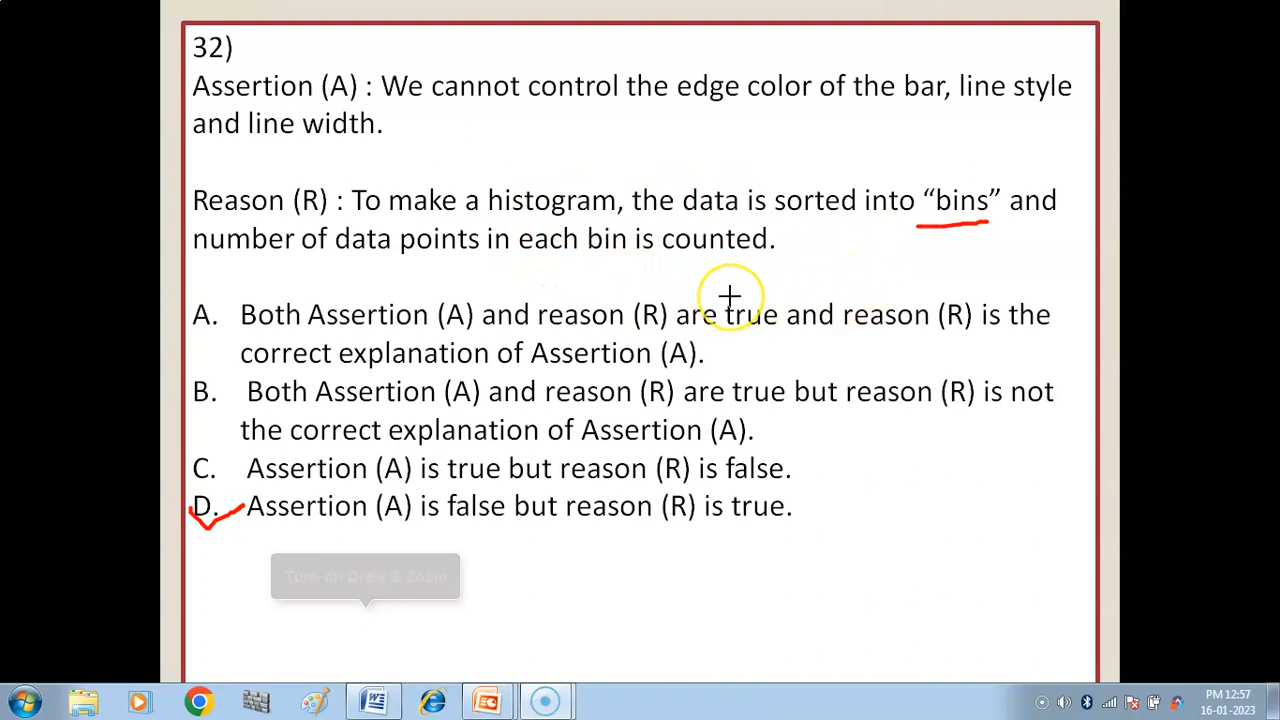 32)
Assertion (A) : We cannot control the edge color of the bar, line style
and line width.
Reason (R) : To make a histogram, the data is sorted into “bins” and
number of data points in each bin is counted.
A. Both Assertion (A) and reason (R) are true and reason (R) is the
correct explanation of Assertion (A).
B. Both Assertion (A) and reason (R) are true but reason (R) is not
the correct explanation of Assertion (A).
C. Assertion (A) is true but reason (R) is false.
D. Assertion (A) is false but reason (R) is true.
Turn on Draw & Zoom
PM 12:57
16-01-2023